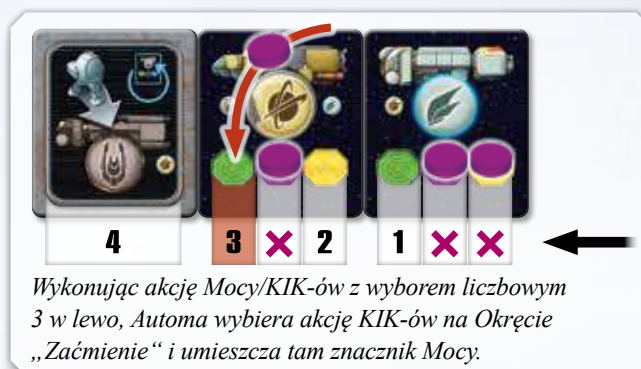 4 3 2 1
Wykonując akcję Mocy/KIK-ów z wyborem liczbowym
3 w lewo, Automa wybiera akcję KIK-ów na Okręcie
„Zaćmienie“ i umieszcza tam znacznik Mocy.